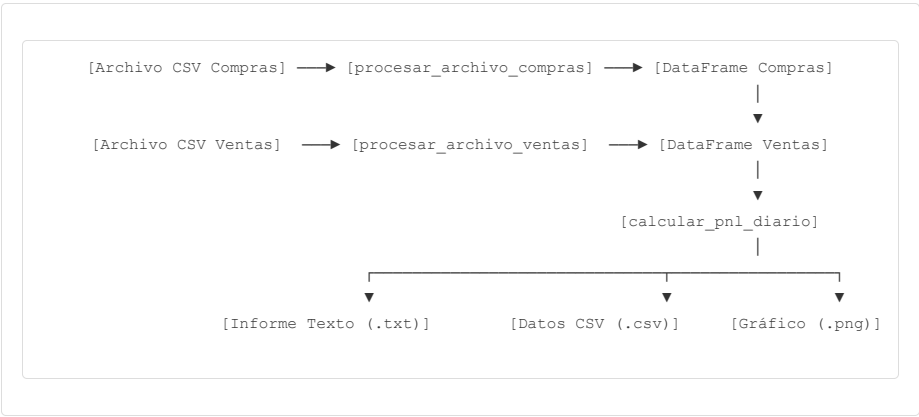 [Archivo CSV Compras] ───► [procesar_archivo_compras] ───► [DataFrame Compras]
[Archivo CSV Ventas] ───► [procesar_archivo_ventas] ───► [DataFrame Ventas]
[calcular_pnl_diario]
[Informe Texto (.txt)] [Datos CSV (.csv)] [Gráfico (.png)]